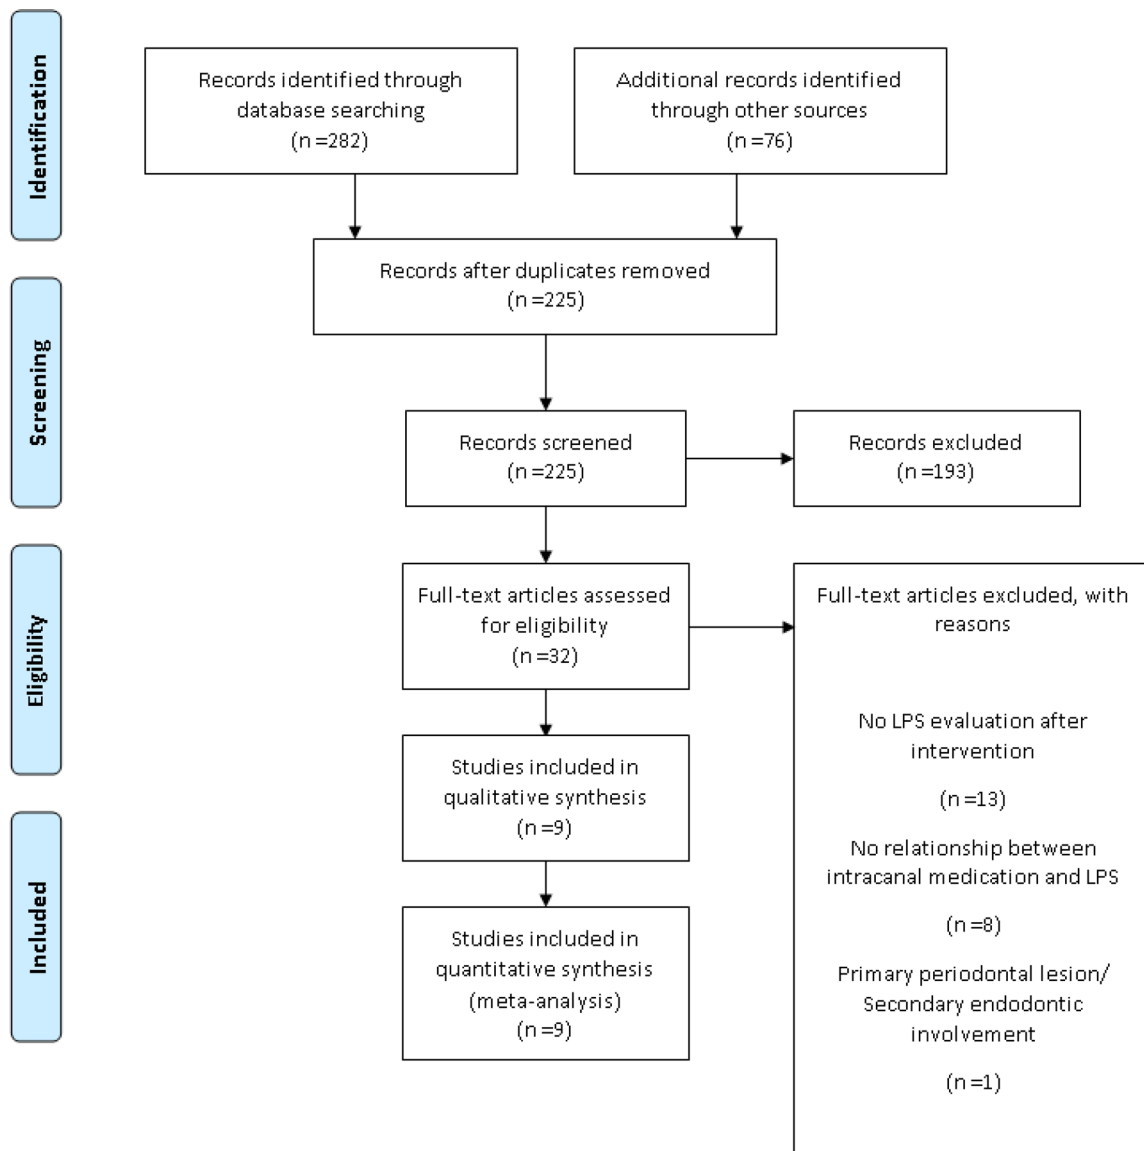 Identification
Records identified through
database searching
(n =282)
Additional records identified
through other sources
(n =76)
Records after duplicates removed
(n =225)
Screening
Records screened
(n =225)
Records excluded
(n =193)
Eligibility
Full-text articles assessed
for eligibility
(n =32)
Full-text articles excluded, with
reasons
No LPS evaluation after
intervention
(n =13)
No relationship between
intracanal medication and LPS
(n =8)
Primary periodontal lesion/
Secondary endodontic
involvement
(n =1)
Studies included in
qualitative synthesis
(n =9)
Included
Studies included in
quantitative synthesis
(meta-analysis)
(n =9)